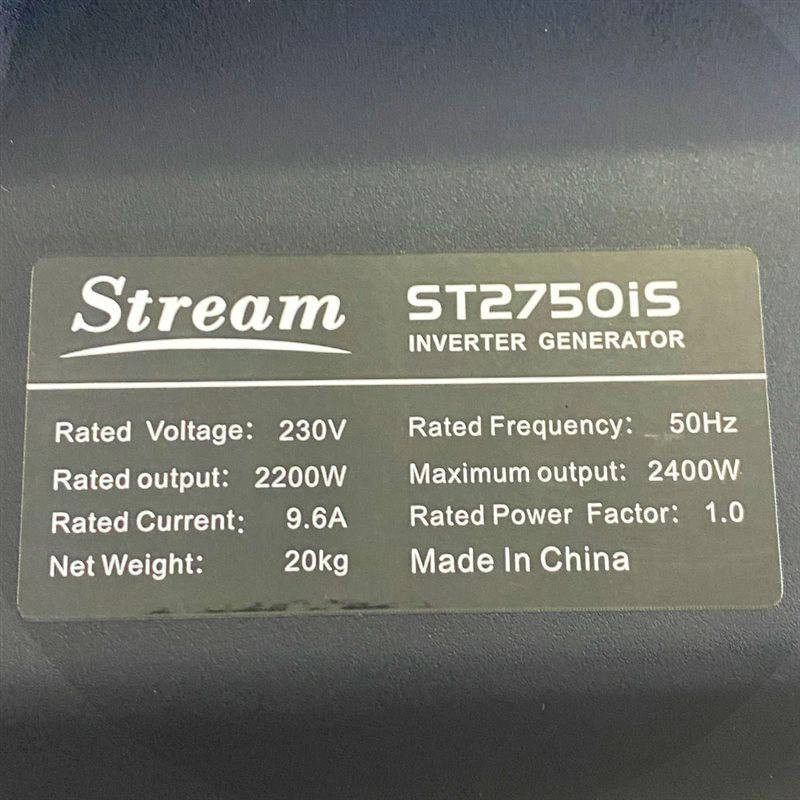 Stream
ST2750iS
INVERTER GENERATOR
Rated Voltage: 230V
Rated Frequency: 50Hz
Rated output: 2200W
Maximum output: 2400W
Rated Current: 9.6A
Rated Power Factor: 1.0
Net Weight: 20kg
Made In China